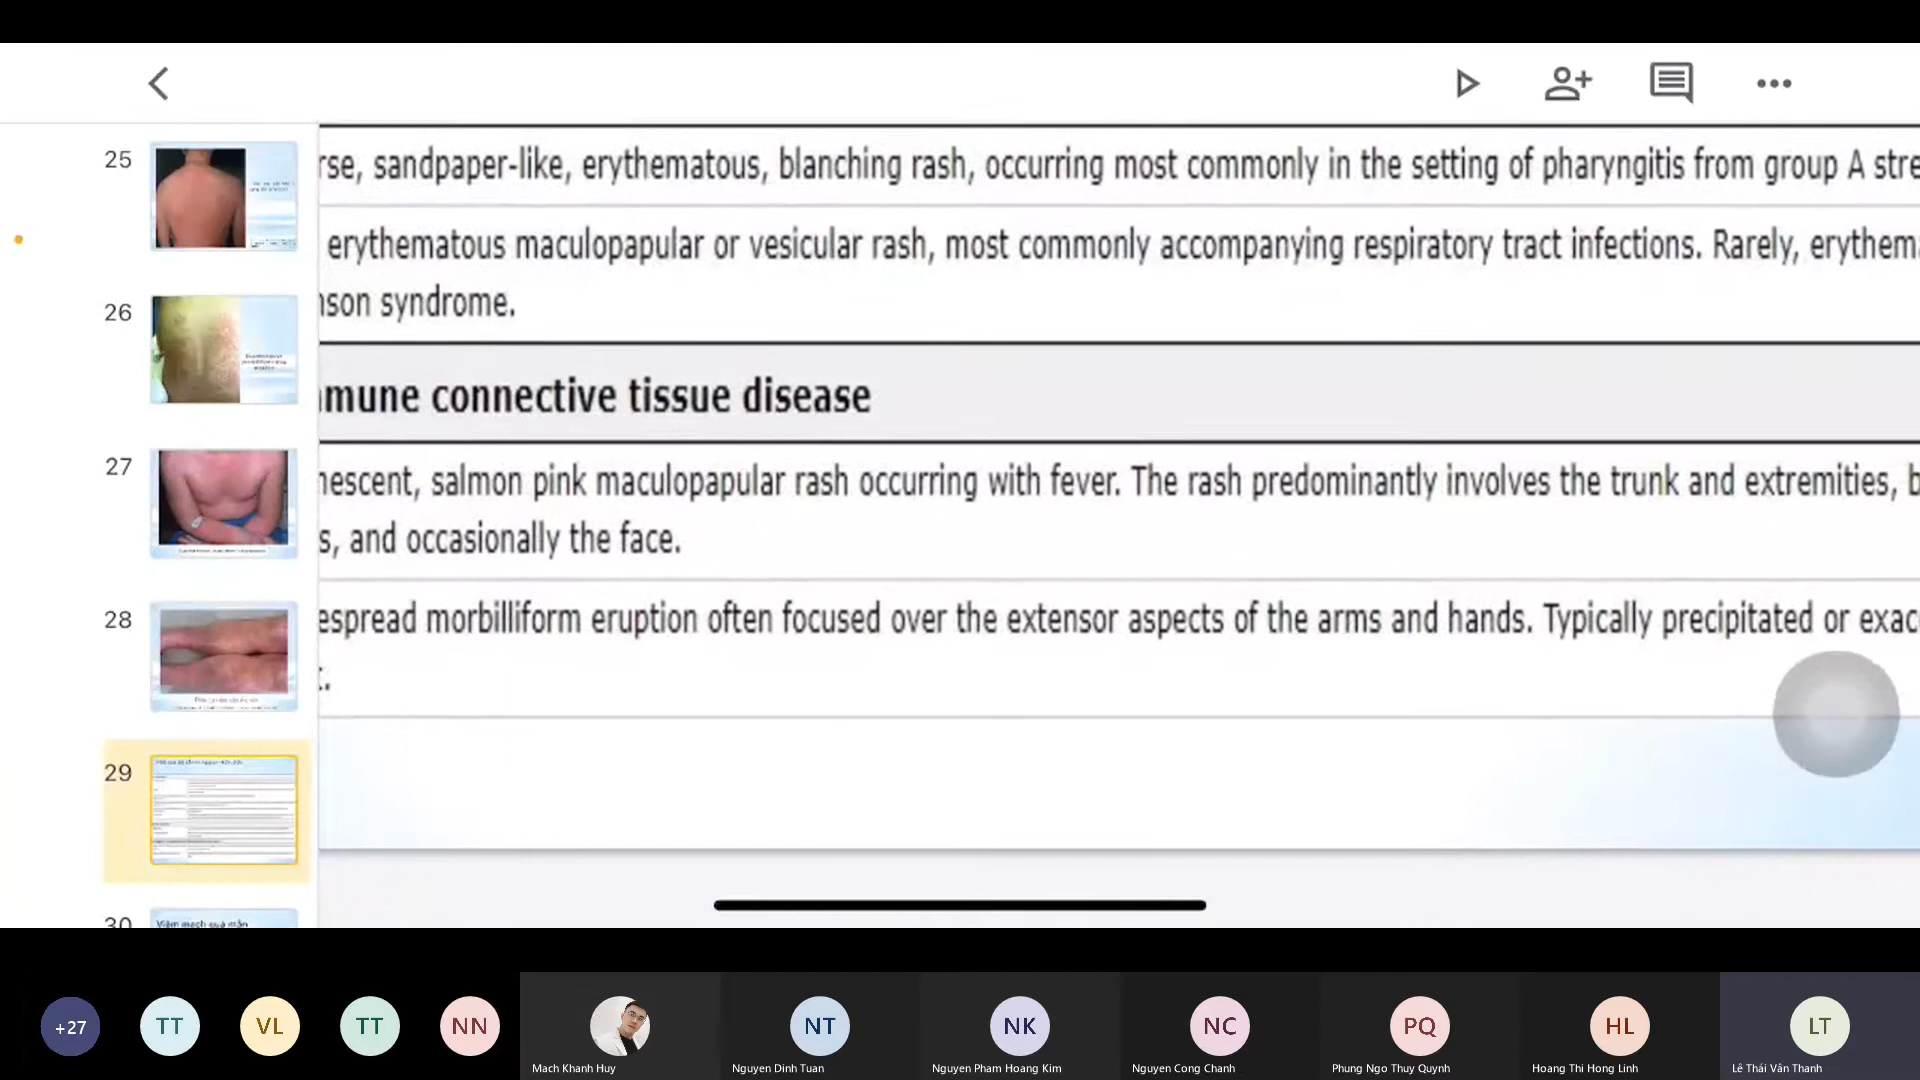 25
26
27
28
29
30
rse, sandpaper-like, erythematous, blanching rash, occurring most commonly in the setting of pharyngitis from group A stre
erythematous maculopapular or vesicular rash, most commonly accompanying respiratory tract infections. Rarely, erythem
nson syndrome.
mune connective tissue disease
nescent, salmon pink maculopapular rash occurring with fever. The rash predominantly involves the trunk and extremities, b
s, and occasionally the face.
espread morbilliform eruption often focused over the extensor aspects of the arms and hands. Typically precipitated or exac
t.
Viêm mạch quá mẫn
+27
TT
VL
TT
NN
NT
NK
NC
PQ
HL
LT
Mach Khanh Huy
Nguyen Dinh Tuan
Nguyen Pham Hoang Kim
Nguyen Cong Chanh
Phung Ngo Thuy Quynh
Hoang Thi Hong Linh
Lê Thái Vân Thanh